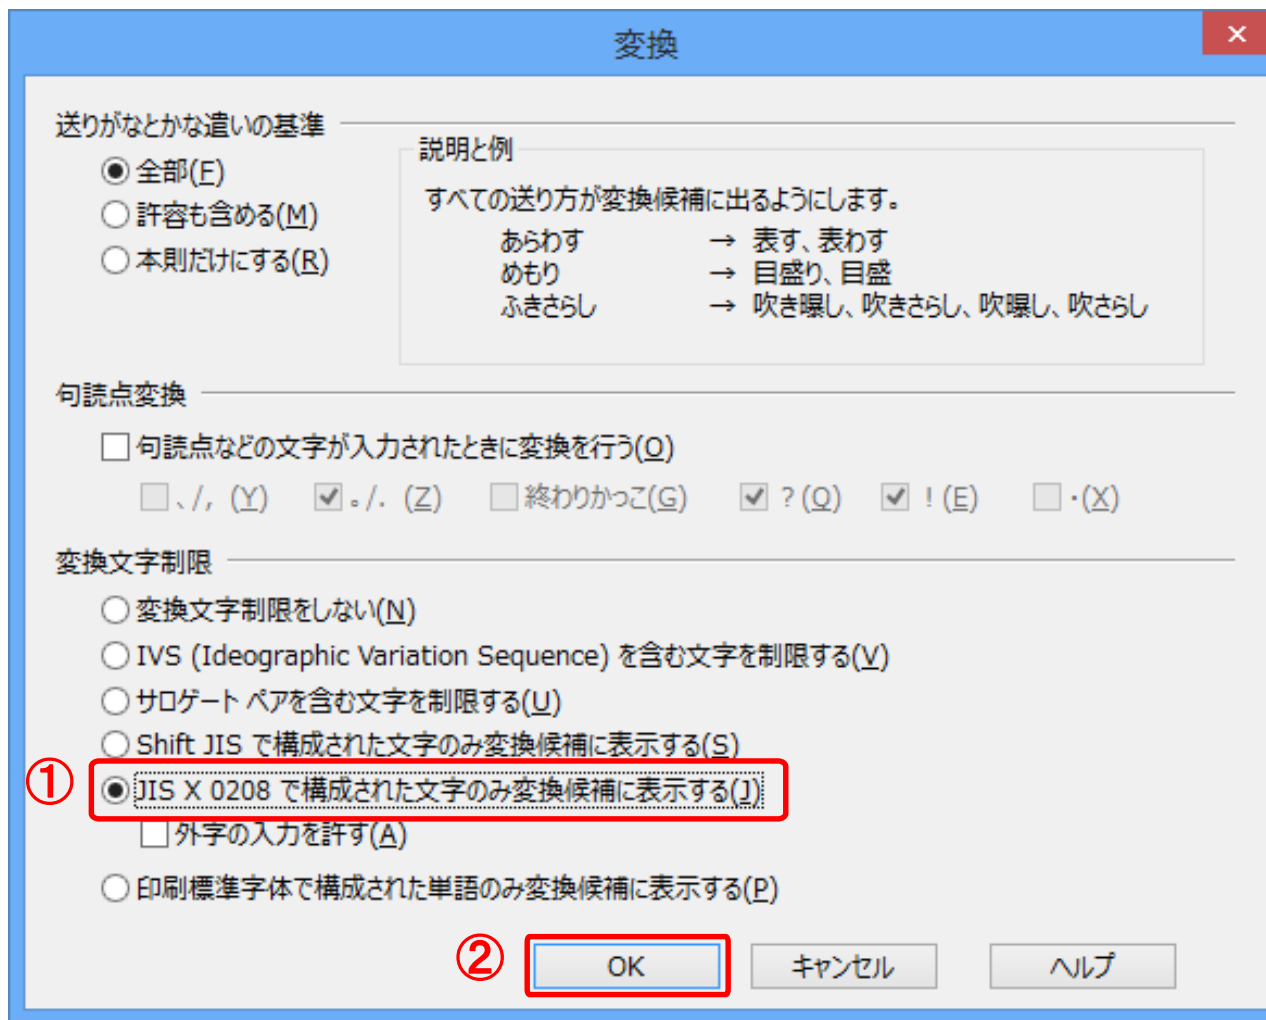 変換
送りがなとかな遣いの基準
全部(F)
許容も含める(M)
本則だけにする(R)
説明と例
すべての送り方が変換候補に出るようにします。
あらわす → 表す、表わす
めもり → 目盛り、目盛
ふきさらし → 吹き曝し、吹きさらし、吹曝し、吹さらし
句読点変換
句読点などの文字が入力されたときに変換を行う(O)
、/, (Y) 。/. (Z) 終わりかっこ(G) ? (Q) ! (E) ・(X)
変換文字制限
変換文字制限をしない(N)
IVS (Ideographic Variation Sequence) を含む文字を制限する(V)
サロゲート ペアを含む文字を制限する(U)
Shift JIS で構成された文字のみ変換候補に表示する(S)
① JIS X 0208 で構成された文字のみ変換候補に表示する(J)
外字の入力を許す(A)
印刷標準字体で構成された単語のみ変換候補に表示する(P)
② OK キャンセル ヘルプ